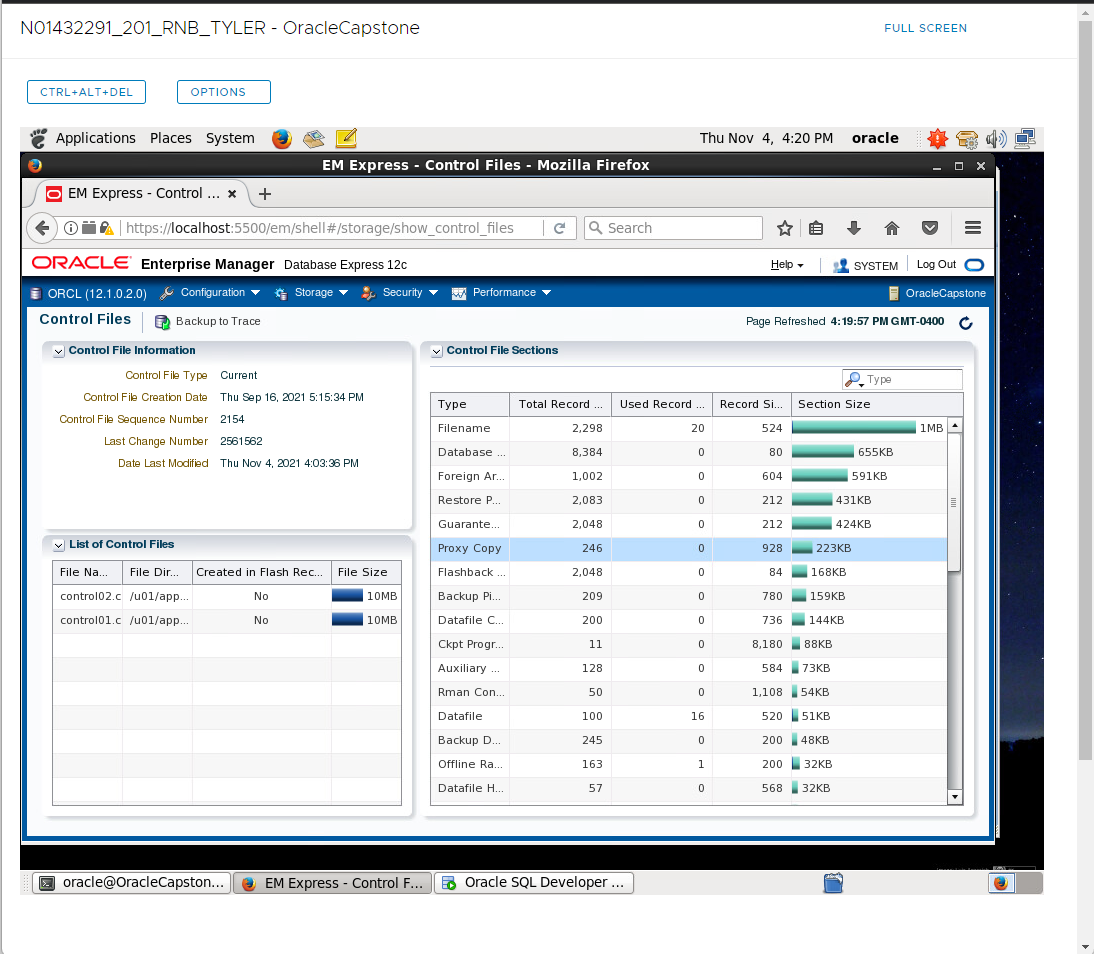 N01432291_201_RNB_TYLER - OracleCapstone FULL SCREEN
CTRL+ALT+DEL OPTIONS
Applications Places System Thu Nov 4, 4:20 PM oracle
EM Express - Control Files - Mozilla Firefox
EM Express - Control ...
https://localhost:5500/em/shell#/storage/show_control_files Search
ORACLE Enterprise Manager Database Express 12c Help SYSTEM Log Out
ORCL (12.1.0.2.0) Configuration Storage Security Performance OracleCapstone
Control Files Backup to Trace Page Refreshed 4:19:57 PM GMT-0400
Control File Information
Control File Type Current
Control File Creation Date Thu Sep 16, 2021 5:15:34 PM
Control File Sequence Number 2154
Last Change Number 2561562
Date Last Modified Thu Nov 4, 2021 4:03:36 PM
List of Control Files
File Na... File Dir... Created in Flash Rec... File Size
control02.c /u01/app... No 10MB
control01.c /u01/app... No 10MB
Control File Sections
Type
Type Total Record ... Used Record ... Record Si... Section Size
Filename 2,298 20 524 1MB
Database ... 8,384 0 80 655KB
Foreign Ar... 1,002 0 604 591KB
Restore P... 2,083 0 212 431KB
Guarante... 2,048 0 212 424KB
Proxy Copy 246 0 928 223KB
Flashback ... 2,048 0 84 168KB
Backup Pi... 209 0 780 159KB
Datafile C... 200 0 736 144KB
Ckpt Progr... 11 0 8,180 88KB
Auxiliary ... 128 0 584 73KB
Rman Con... 50 0 1,108 54KB
Datafile 100 16 520 51KB
Backup D... 245 0 200 48KB
Offline Ra... 163 1 200 32KB
Datafile H... 57 0 568 32KB
oracle@OracleCapston... EM Express - Control F... Oracle SQL Developer ...